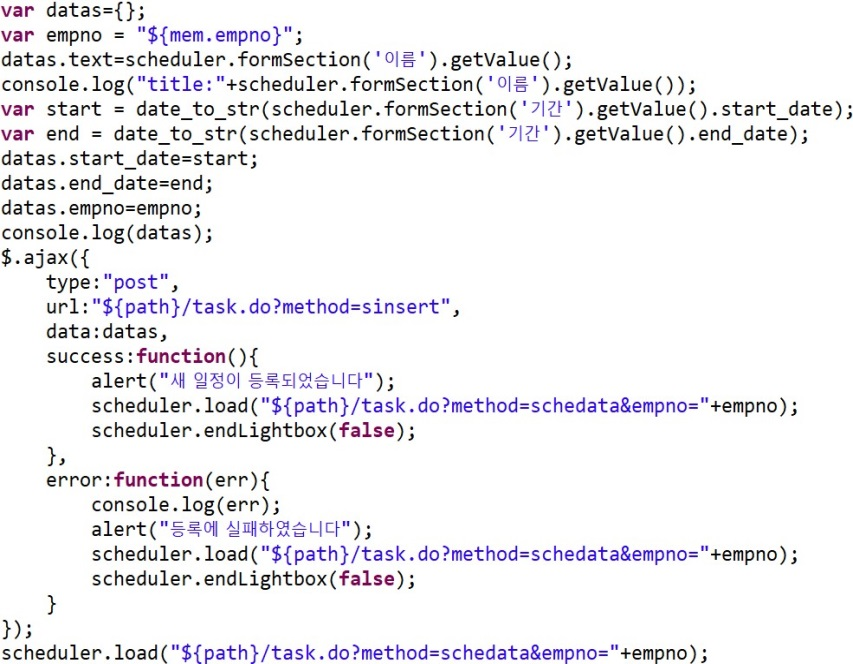 var datas={};
var empno = "${mem.empno}";
datas.text=scheduler.formSection('이름').getValue();
console.log("title:"+scheduler.formSection('이름').getValue());
var start = date_to_str(scheduler.formSection('기간').getValue().start_date);
var end = date_to_str(scheduler.formSection('기간').getValue().end_date);
datas.start_date=start;
datas.end_date=end;
datas.empno=empno;
console.log(datas);
$.ajax({
    type:"post",
    url:"${path}/task.do?method=sinsert",
    data:datas,
    success:function(){
        alert("새 일정이 등록되었습니다");
        scheduler.load("${path}/task.do?method=schedata&empno="+empno);
        scheduler.endLightbox(false);
    },
    error:function(err){
        console.log(err);
        alert("등록에 실패하였습니다");
        scheduler.load("${path}/task.do?method=schedata&empno="+empno);
        scheduler.endLightbox(false);
    }
});
scheduler.load("${path}/task.do?method=schedata&empno="+empno);